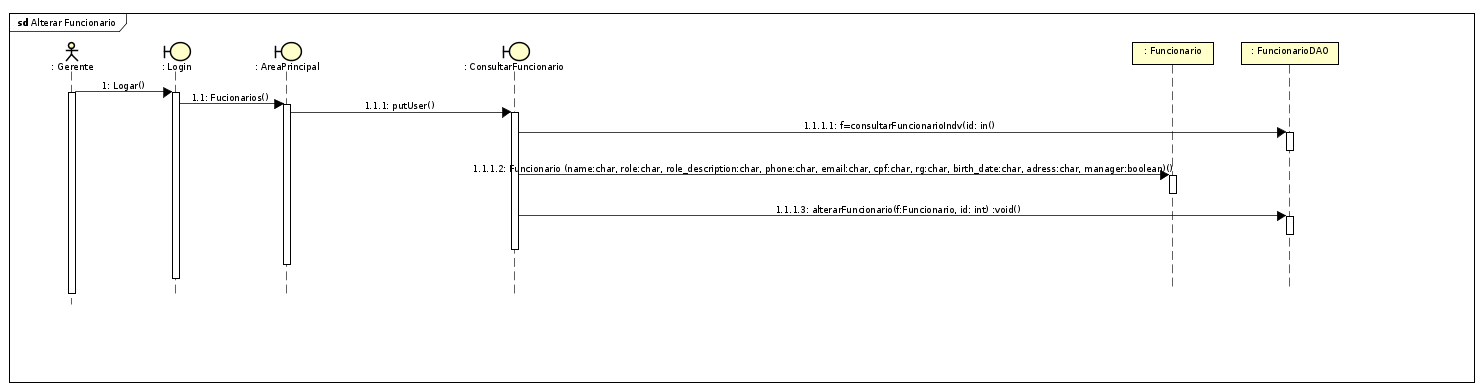 sd Alterar Funcionario
: Gerente
: Login
: AreaPrincipal
: ConsultarFuncionario
: Funcionario
: FuncionarioDAO
1: Logar()
1.1: Fucionarios()
1.1.1: putUser()
1.1.1.1: f=consultarFuncionarioIndv(id: in()
1.1.1.2: Funcionario (name:char, role:char, role_description:char, phone:char, email:char, cpf:char, rg:char, birth_date:char, adress:char, manager:boolean)()
1.1.1.3: alterarFuncionario(f:Funcionario, id: int) :void()